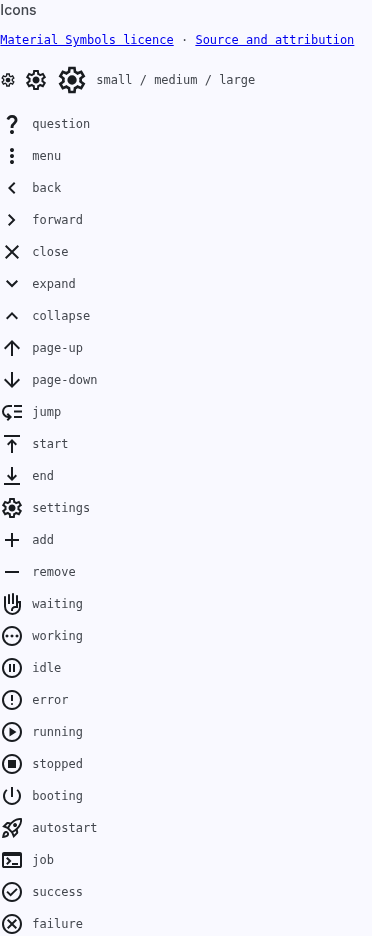 Icons
Material Symbols licence · Source and attribution
small / medium / large
question
menu
back
forward
close
expand
collapse
page-up
page-down
jump
start
end
settings
add
remove
waiting
working
idle
error
running
stopped
booting
autostart
job
success
failure